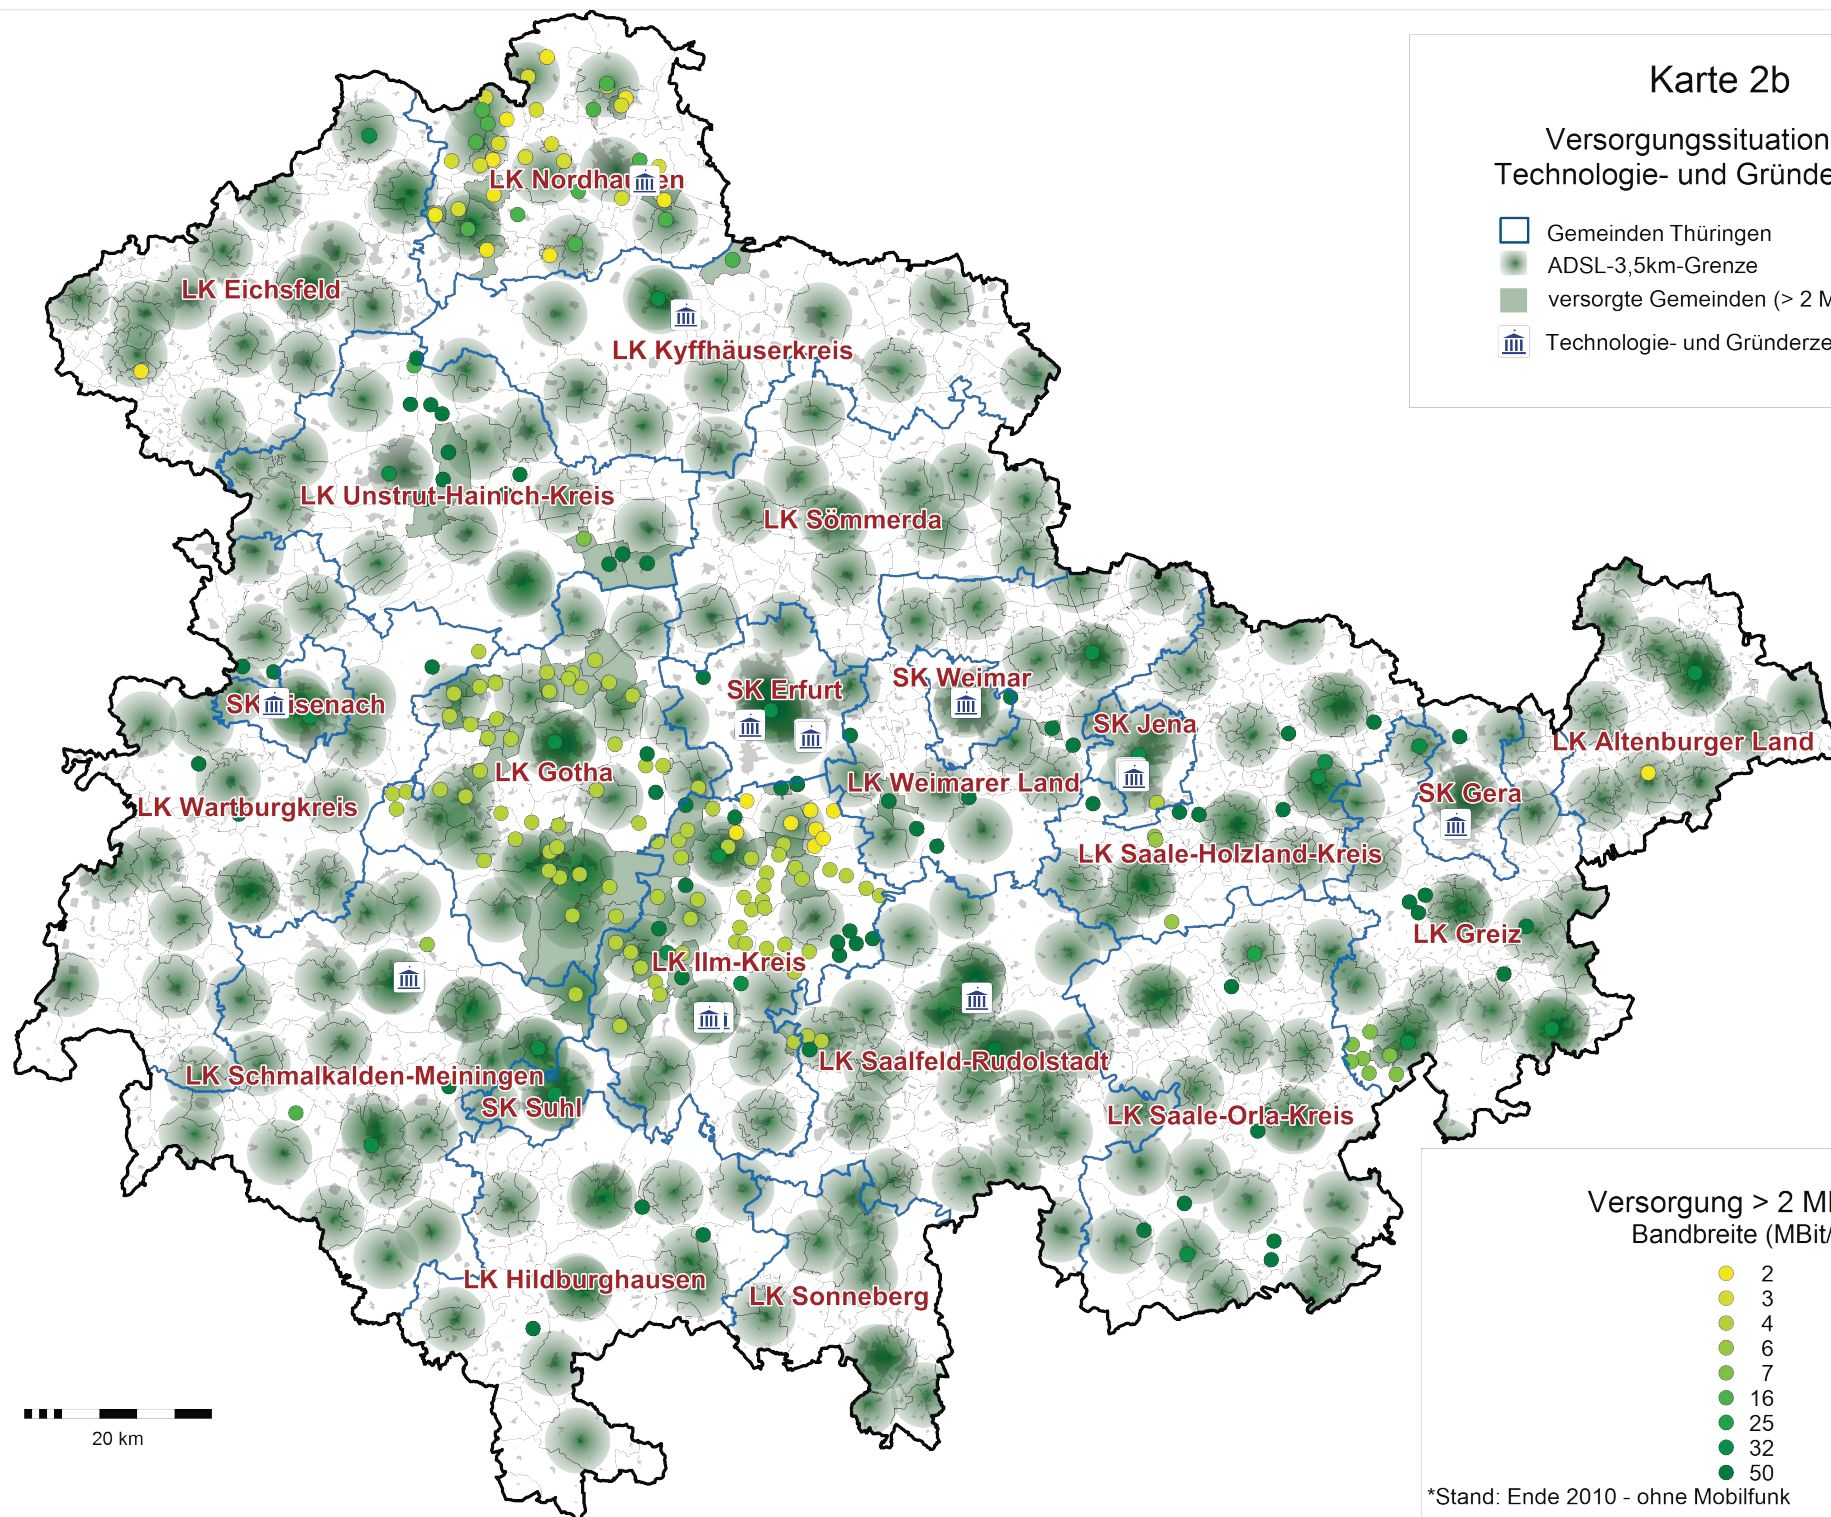 Karte 2b
Versorgungssituation
Technologie- und Gründe
Gemeinden Thüringen
ADSL-3,5km-Grenze
versorgte Gemeinden (> 2 M
Technologie- und Gründerze
LK Nordhausen
LK Eichsfeld
LK Kyffhäuserkreis
LK Unstrut-Hainich-Kreis
LK Sömmerda
SK Eisenach
SK Erfurt
SK Weimar
SK Jena
LK Altenburger Land
LK Gotha
LK Weimarer Land
SK Gera
LK Wartburgkreis
LK Saale-Holzland-Kreis
LK Greiz
LK Ilm-Kreis
LK Saalfeld-Rudolstadt
LK Schmalkalden-Meiningen
SK Suhl
LK Saale-Orla-Kreis
LK Hildburghausen
LK Sonneberg
Versorgung > 2 M
Bandbreite (MBit/
2
3
4
6
7
16
25
32
50
*Stand: Ende 2010 - ohne Mobilfunk
20 km